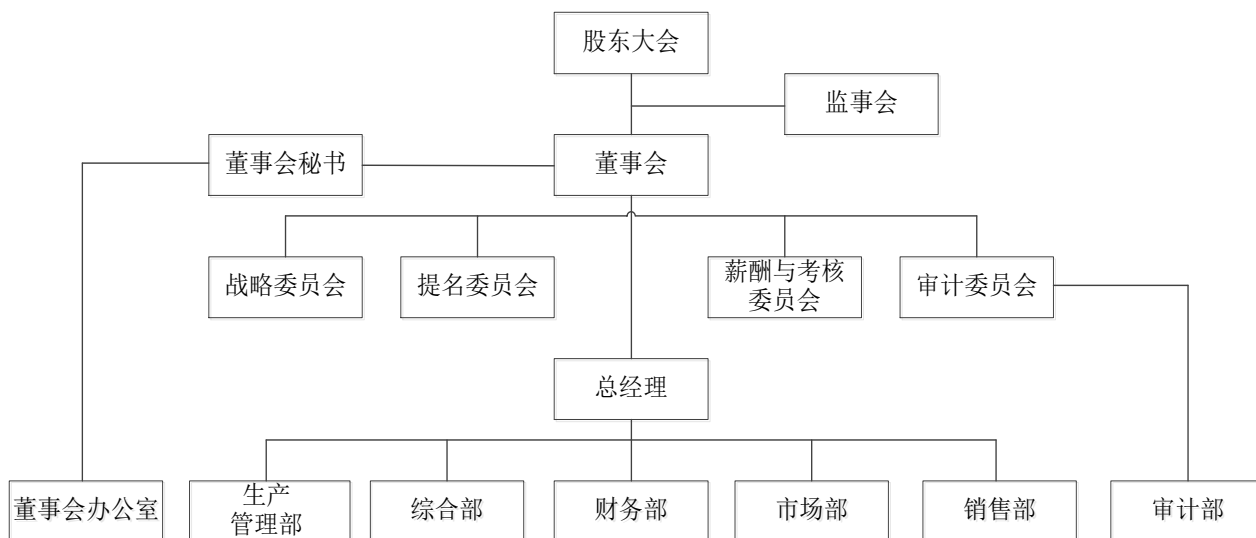 股东大会
监事会
董事会秘书
董事会
战略委员会
提名委员会
薪酬与考核
委员会
审计委员会
总经理
董事会办公室
生产
管理部
综合部
财务部
市场部
销售部
审计部